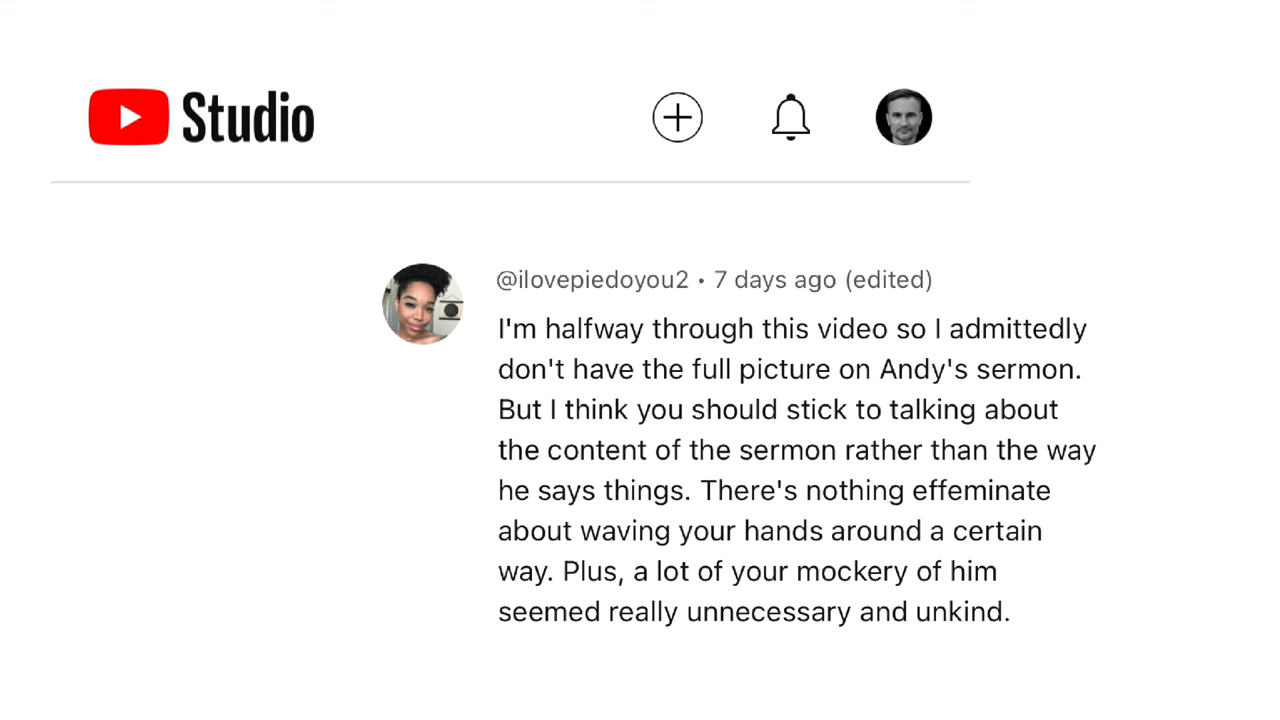 Studio
@ilovepiedoyou2 • 7 days ago (edited)
I'm halfway through this video so I admittedly
don't have the full picture on Andy's sermon.
But I think you should stick to talking about
the content of the sermon rather than the way
he says things. There's nothing effeminate
about waving your hands around a certain
way. Plus, a lot of your mockery of him
seemed really unnecessary and unkind.